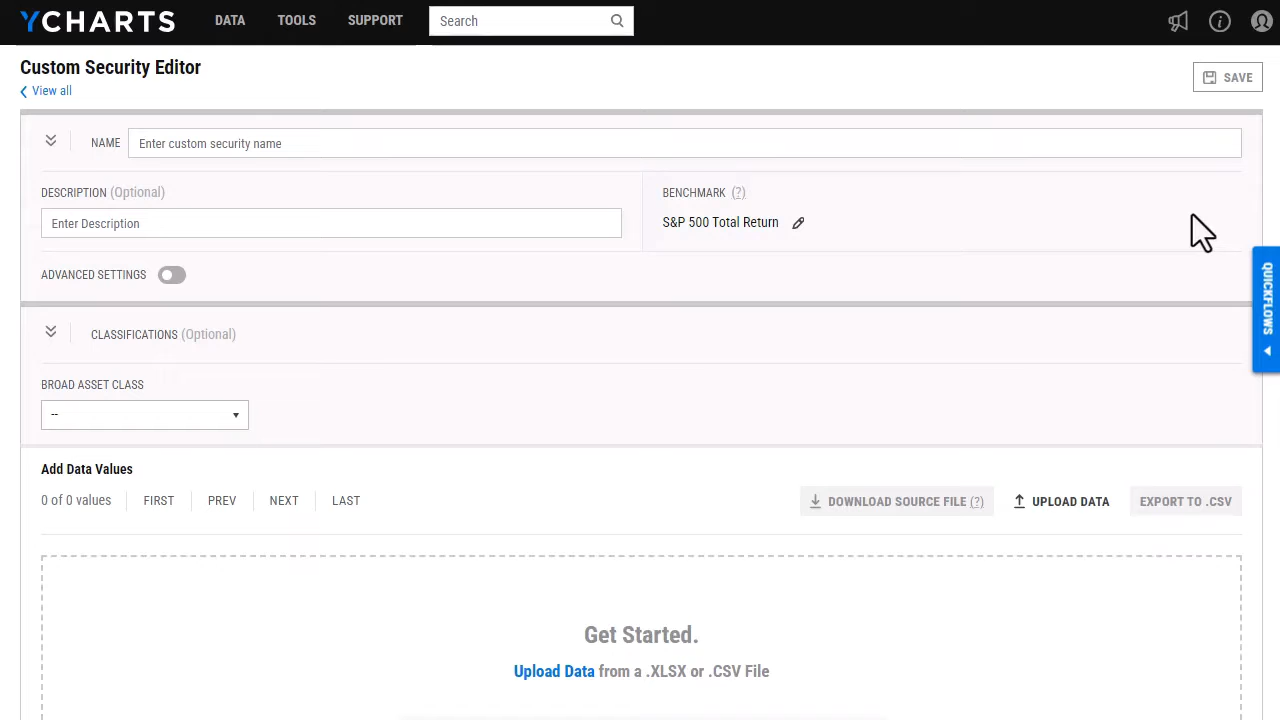 YCHARTS DATA TOOLS SUPPORT Search
Custom Security Editor
View all
SAVE
NAME Enter custom security name
DESCRIPTION (Optional)
Enter Description
BENCHMARK (?)
S&P 500 Total Return
ADVANCED SETTINGS
QUICKFLOWS
CLASSIFICATIONS (Optional)
BROAD ASSET CLASS
--
Add Data Values
0 of 0 values FIRST PREV NEXT LAST
DOWNLOAD SOURCE FILE (?) UPLOAD DATA EXPORT TO .CSV
Get Started.
Upload Data from a .XLSX or .CSV File